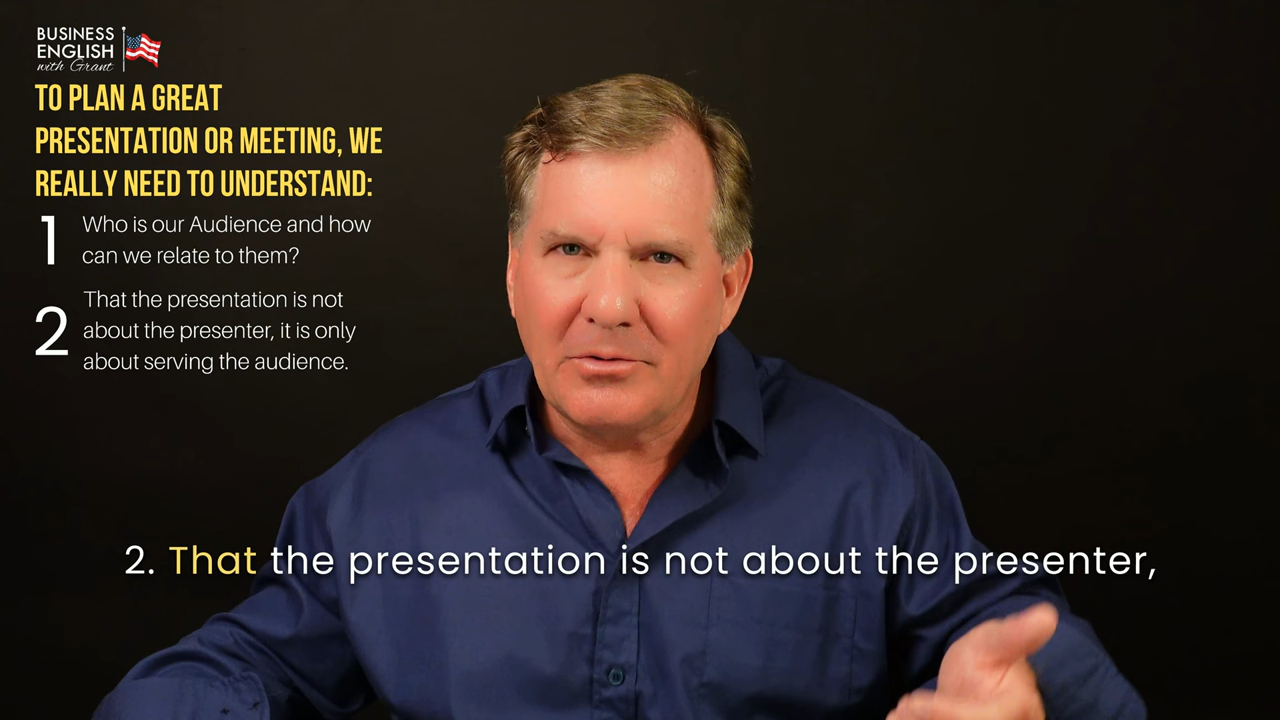 BUSINESS
ENGLISH
with Grant
TO PLAN A GREAT
PRESENTATION OR MEETING, WE
REALLY NEED TO UNDERSTAND:
1 Who is our Audience and how
can we relate to them?
2 That the presentation is not
about the presenter, it is only
about serving the audience.
2. That the presentation is not about the presenter,